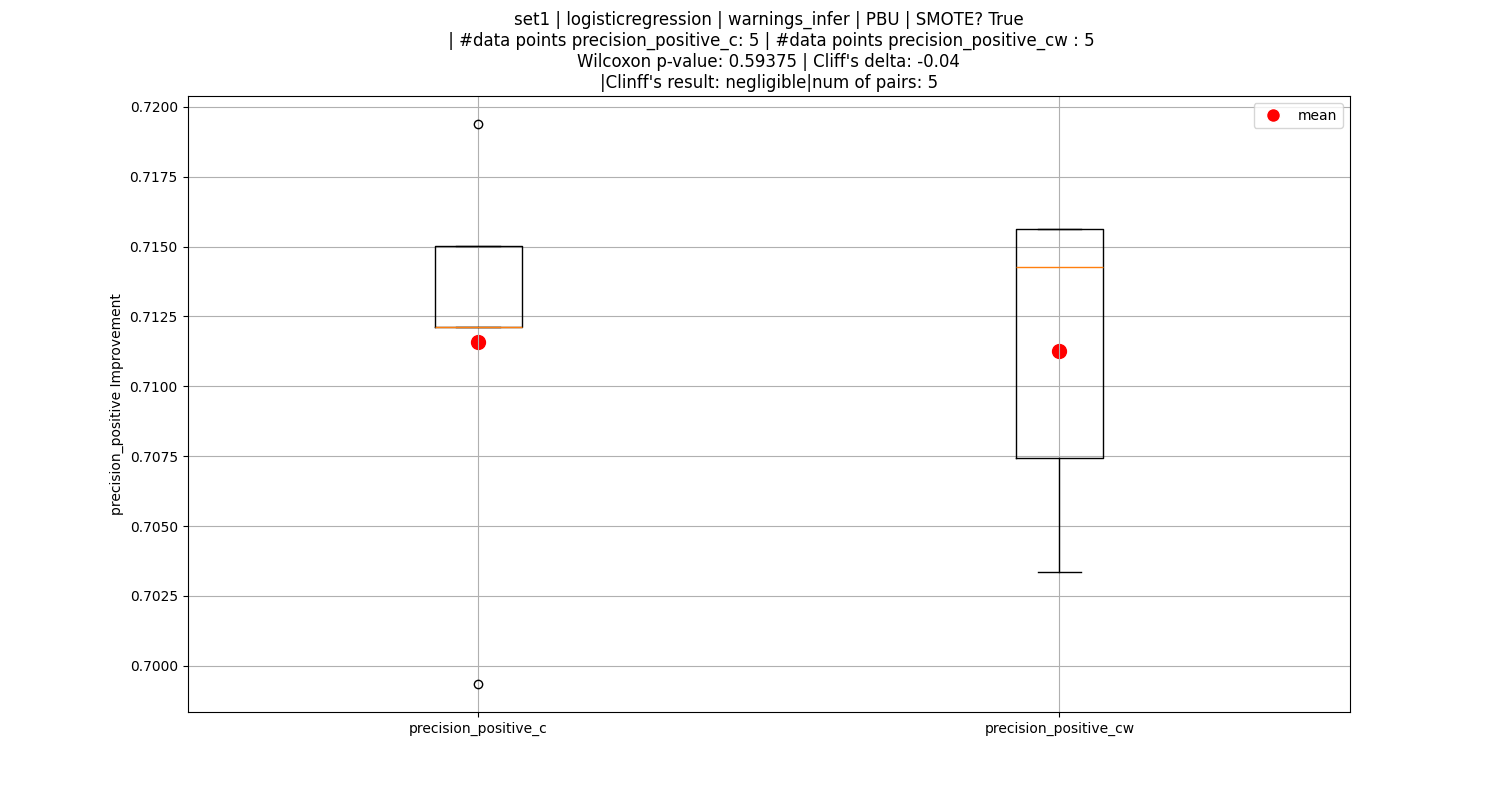 set1 | logisticregression | warnings_infer | PBU | SMOTE? True
| #data points precision_positive_c: 5 | #data points precision_positive_cw : 5
Wilcoxon p-value: 0.59375 | Cliff's delta: -0.04
|Clinff's result: negligible|num of pairs: 5
mean
precision_positive Improvement
0.7200
0.7175
0.7150
0.7125
0.7100
0.7075
0.7050
0.7025
0.7000
precision_positive_c
precision_positive_cw